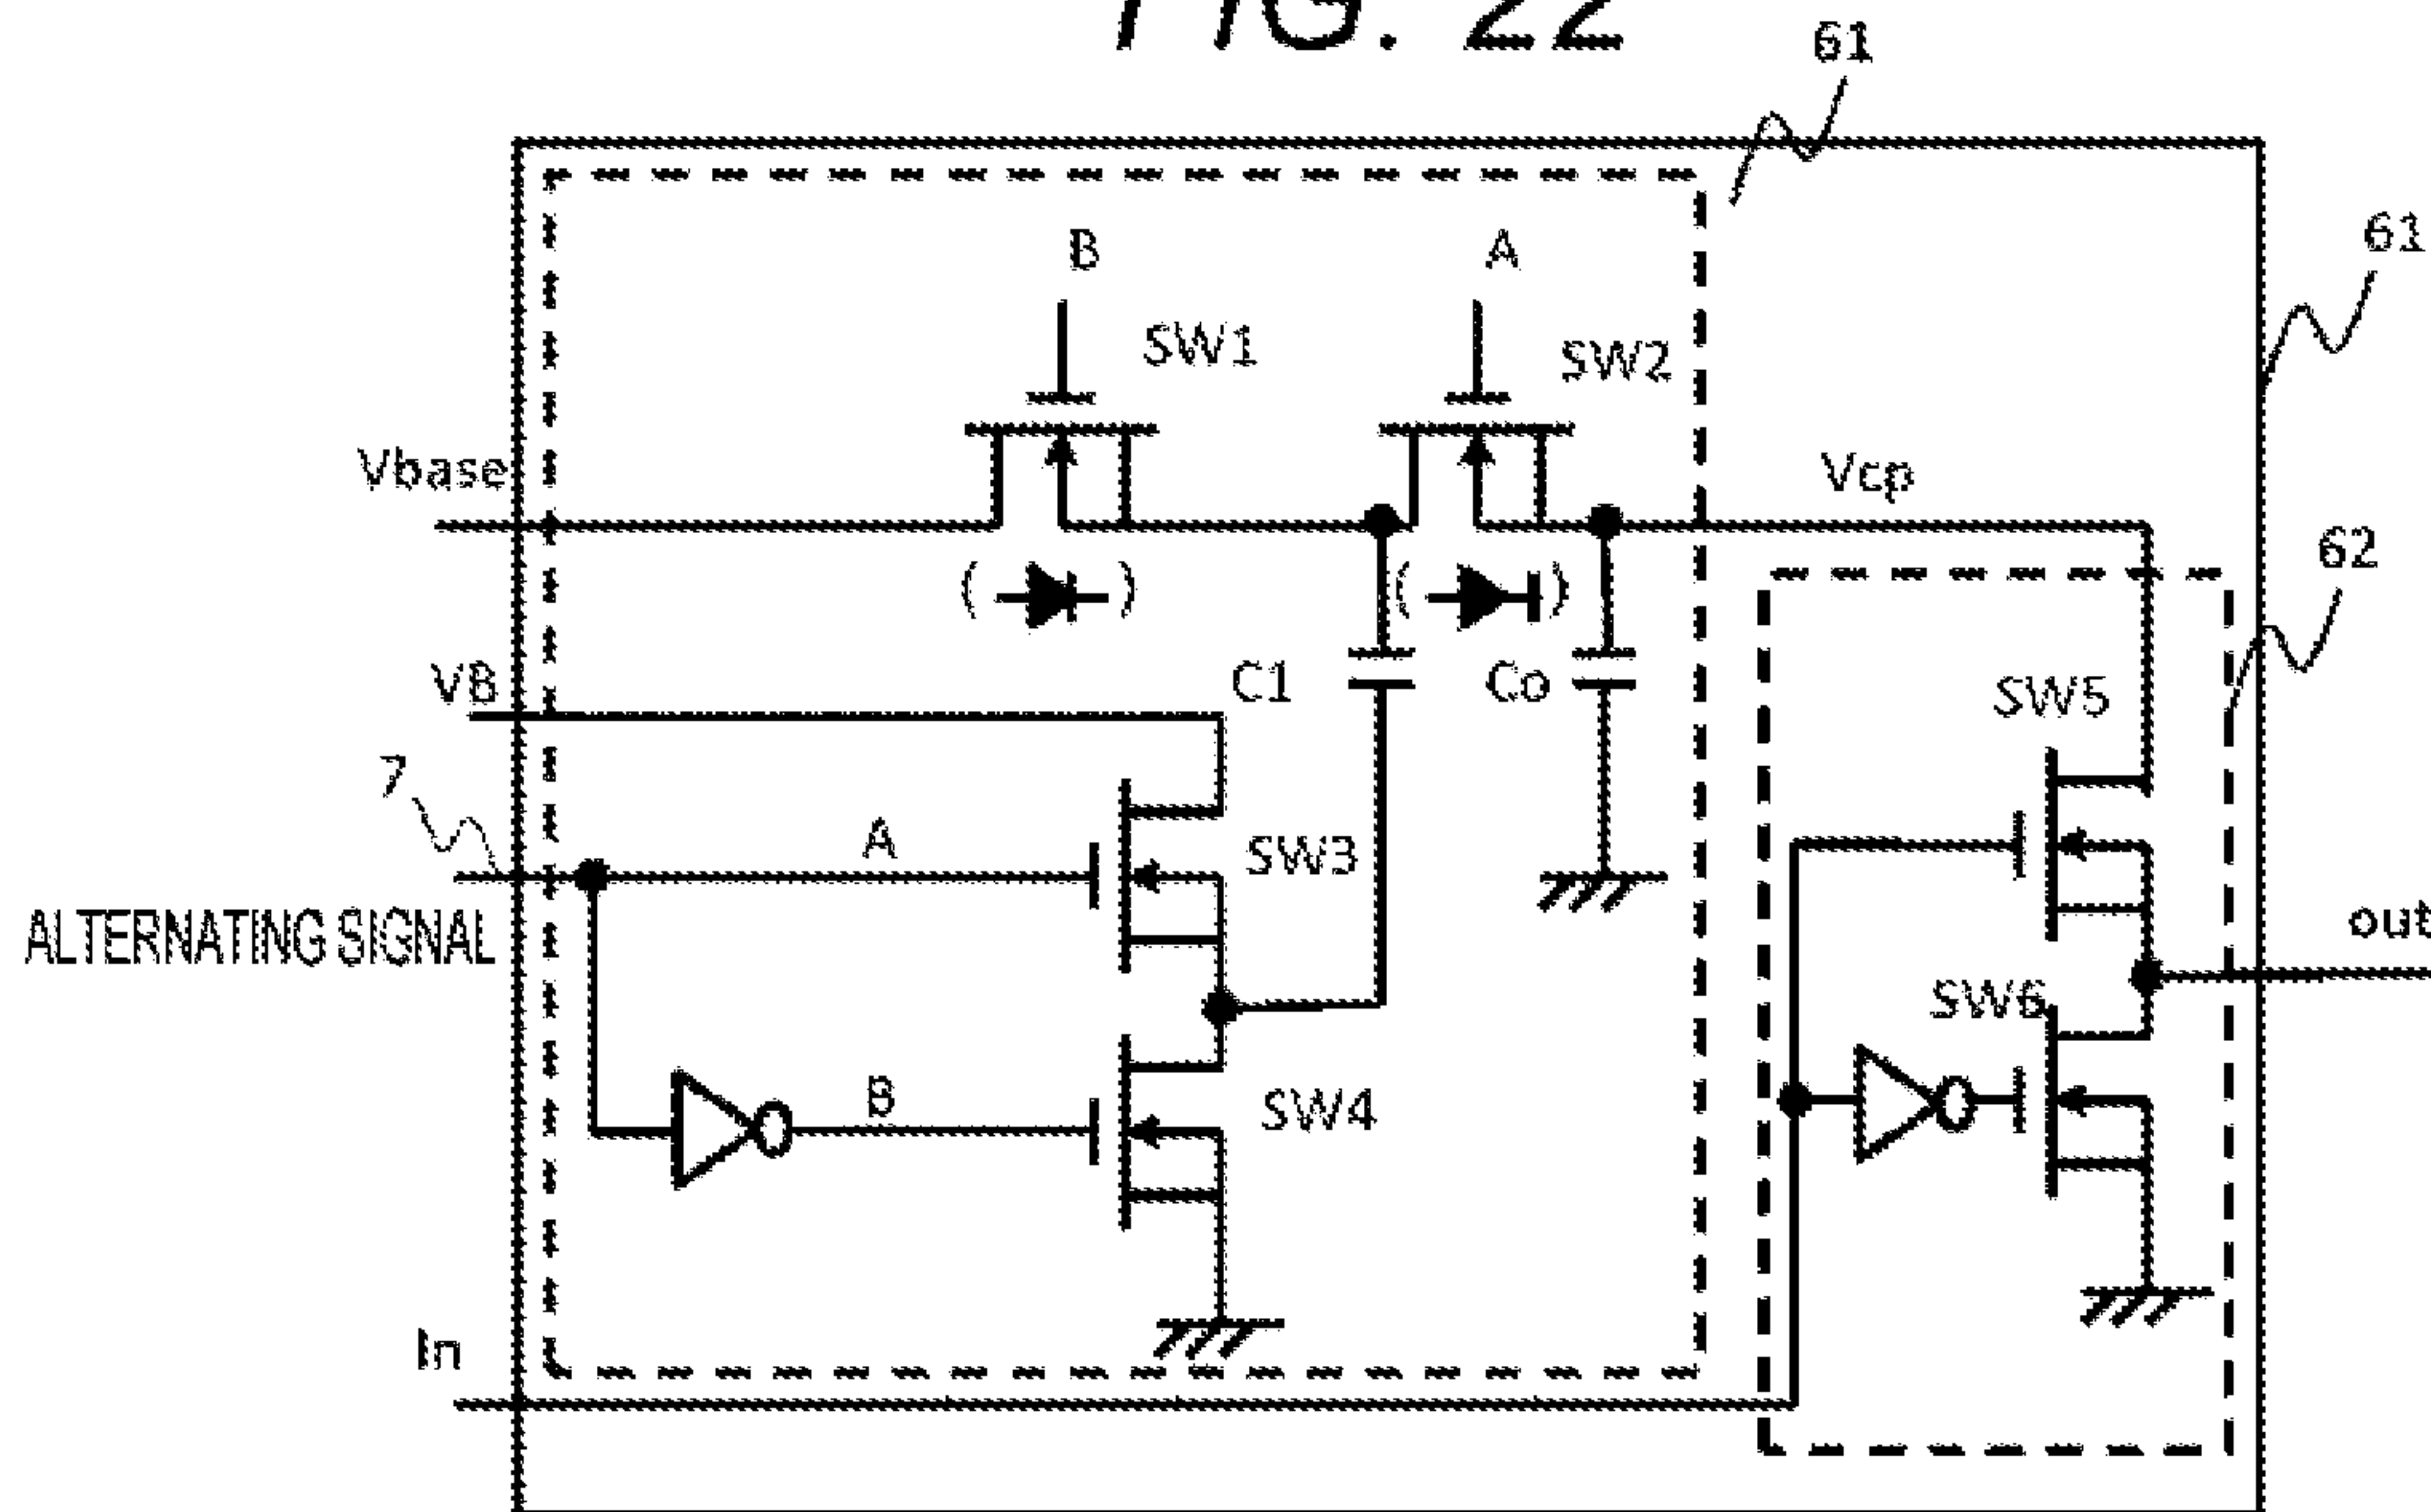 FIG. 22
61
61
B
A
SW1
SW2
Vbase
Vcp
62
VB
C1
Co
SW5
7
A
SW3
ALTERNATING SIGNAL
out
SW6
B
SW4
In